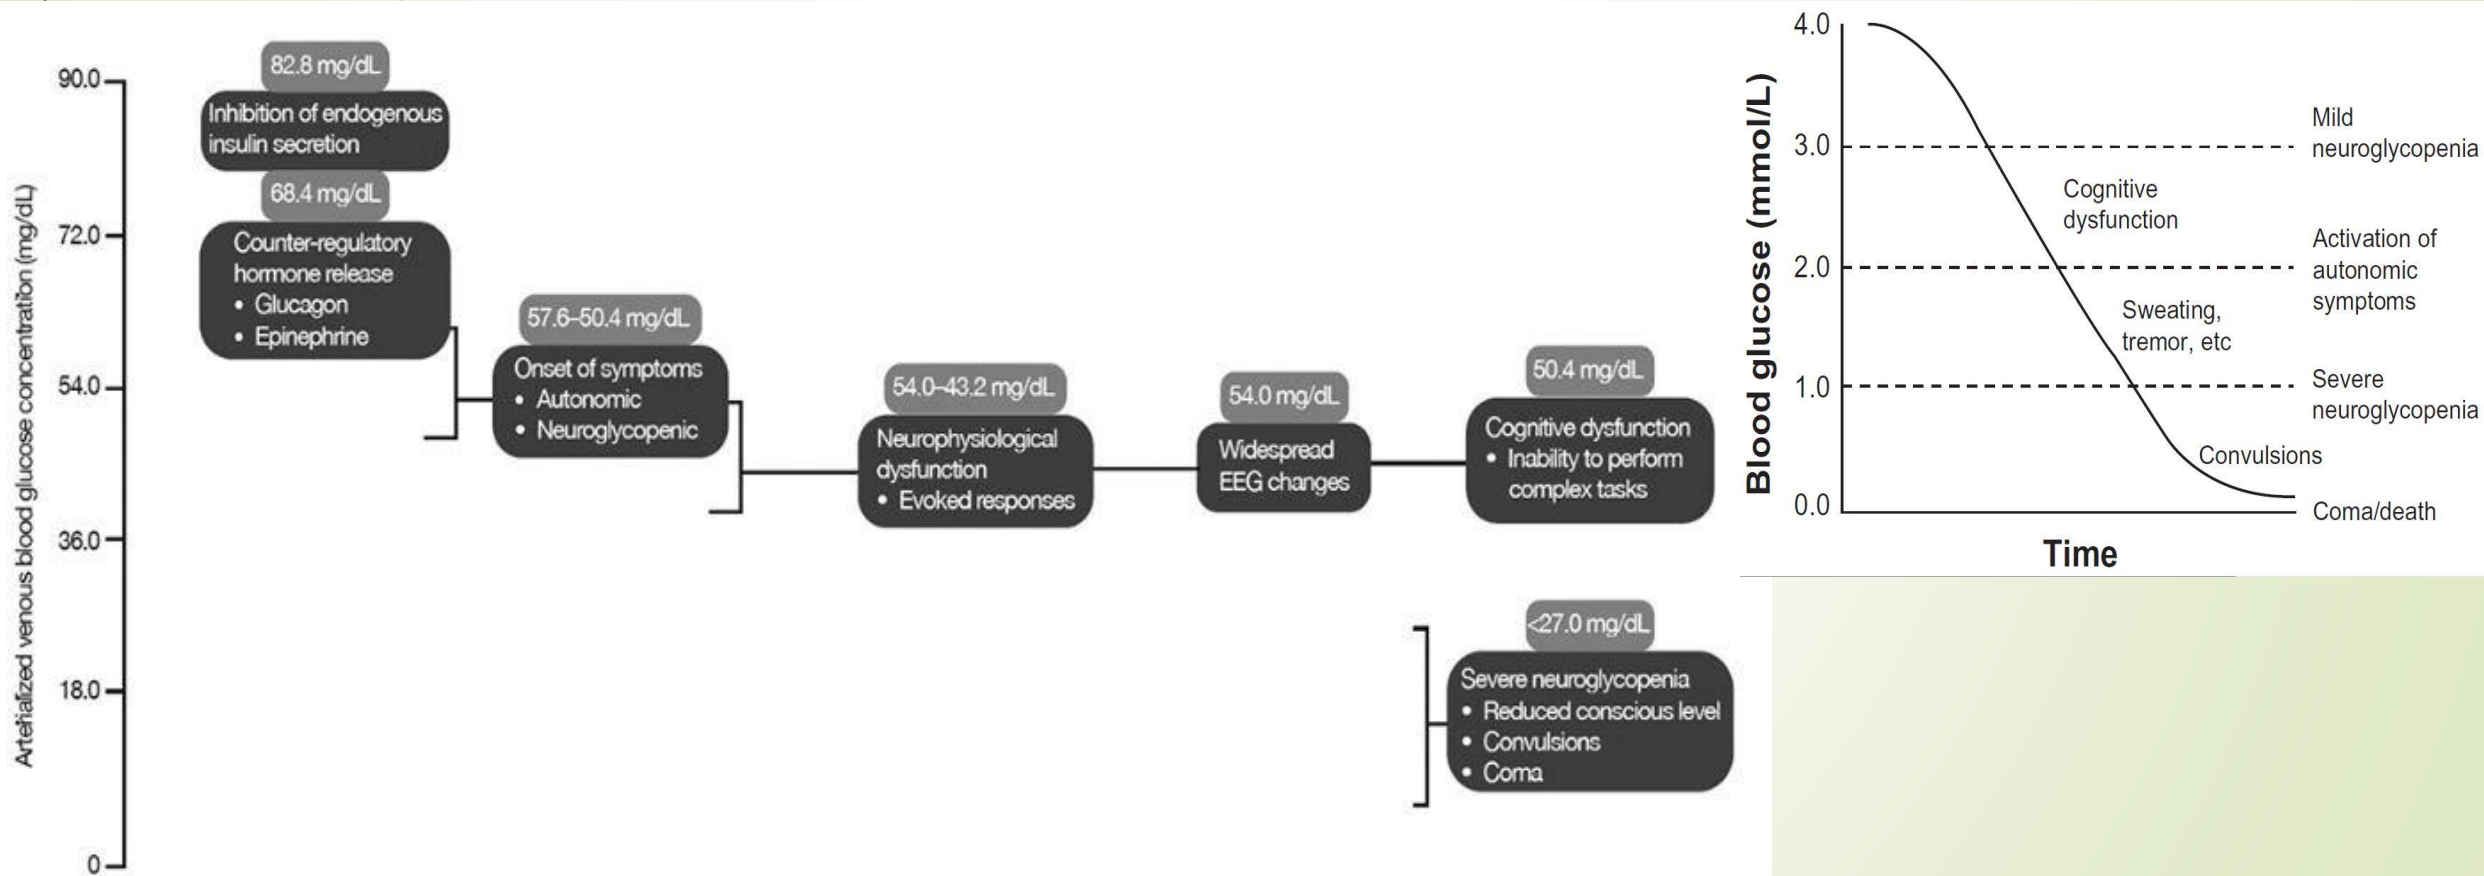 Arterialized venous blood glucose concentration (mg/dL)
90.0
72.0
54.0
36.0
18.0
0
82.8 mg/dL
Inhibition of endogenous
insulin secretion
68.4 mg/dL
Counter-regulatory
hormone release
• Glucagon
• Epinephrine
57.6–50.4 mg/dL
Onset of symptoms
• Autonomic
• Neuroglycopenic
54.0–43.2 mg/dL
Neurophysiological
dysfunction
• Evoked responses
54.0 mg/dL
Widespread
EEG changes
50.4 mg/dL
Cognitive dysfunction
• Inability to perform
complex tasks
<27.0 mg/dL
Severe neuroglycopenia
• Reduced conscious level
• Convulsions
• Coma
Blood glucose (mmol/L)
4.0
3.0
2.0
1.0
0.0
Mild
neuroglycopenia
Cognitive
dysfunction
Activation of
autonomic
symptoms
Sweating,
tremor, etc
Severe
neuroglycopenia
Convulsions
Coma/death
Time